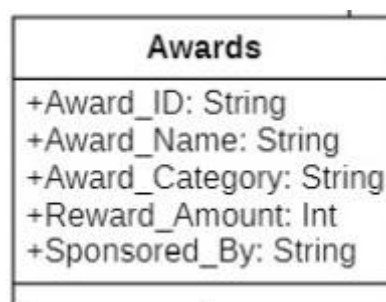 Awards
+Award_ID: String
+Award_Name: String
+Award_Category: String
+Reward_Amount: Int
+Sponsored_By: String